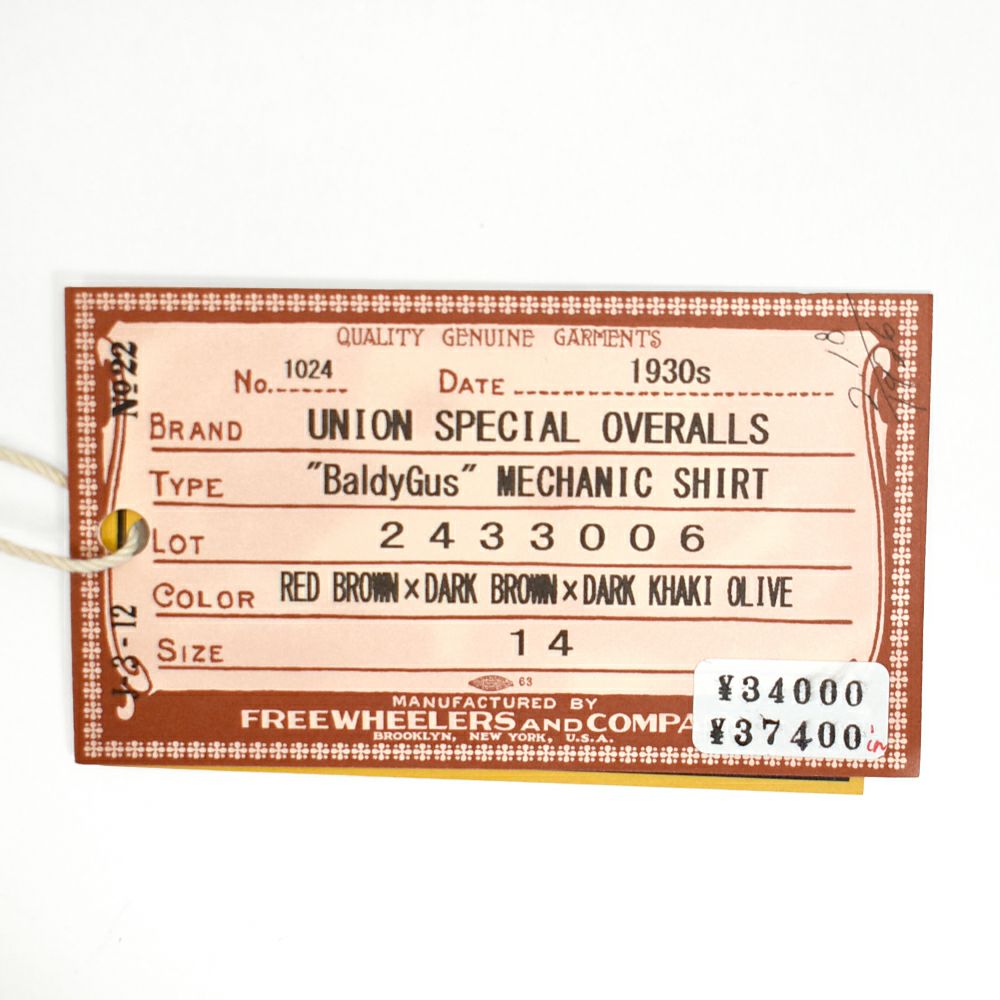 QUALITY GENUINE GARMENTS
No. 1024 DATE 1930s
BRAND UNION SPECIAL OVERALLS
TYPE "BaldyGus" MECHANIC SHIRT
LOT 2433006
COLOR RED BROWN×DARK BROWN×DARK KHAKI OLIVE
SIZE 14
63
MANUFACTURED BY
FREEWHEELERS AND COMPA
BROOKLYN, NEW YORK, U.S.A.
No 22
J-3-12
¥34000
¥37400